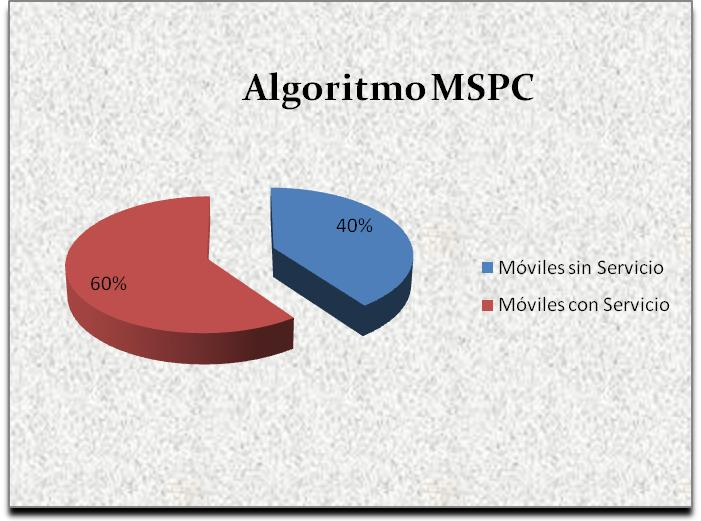 Algoritmo MSPC
40%
60%
Móviles sin Servicio
Móviles con Servicio